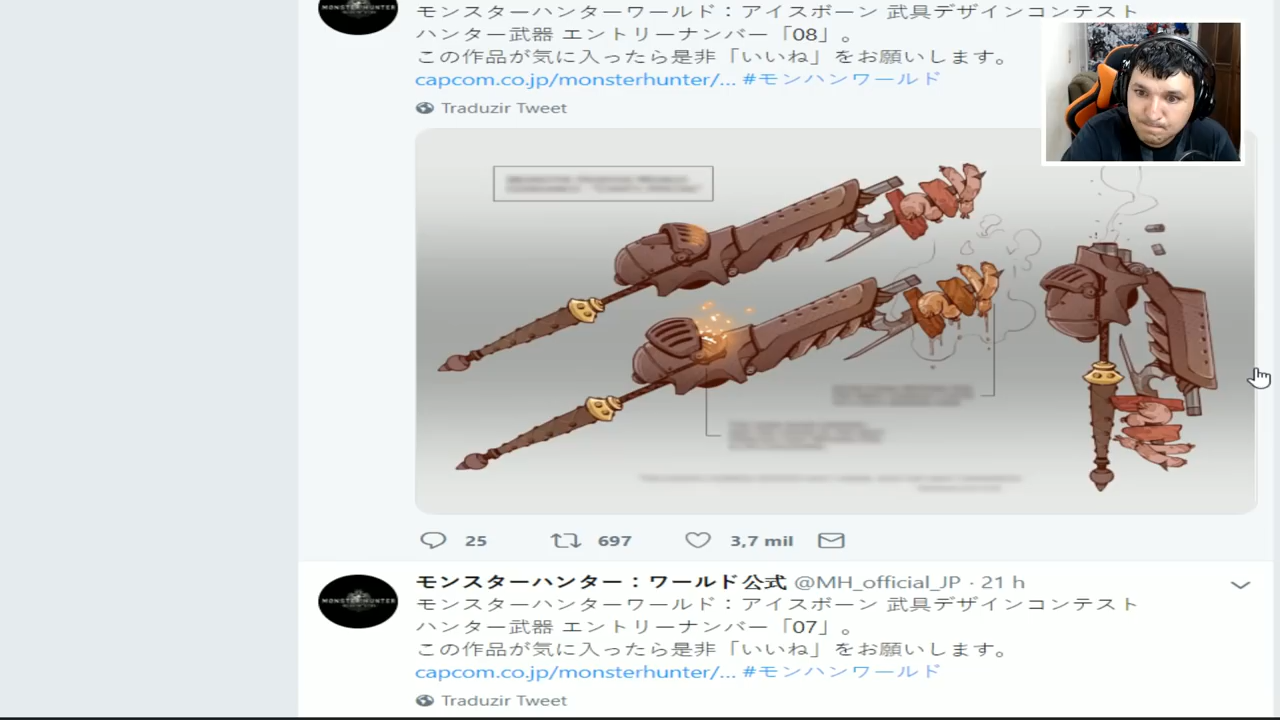 モンスターハンターワールド：アイスボーン 武具デザインコンテスト
ハンター武器 エントリーナンバー「08」。
この作品が気に入ったら是非「いいね」をお願いします。
capcom.co.jp/monsterhunter/... #モンハンワールド
Traduzir Tweet
25 697 3,7 mil
モンスターハンター：ワールド公式 @MH_official_JP · 21 h
MONSTER HUNTER
モンスターハンターワールド：アイスボーン 武具デザインコンテスト
ハンター武器 エントリーナンバー「07」。
この作品が気に入ったら是非「いいね」をお願いします。
capcom.co.jp/monsterhunter/... #モンハンワールド
Traduzir Tweet